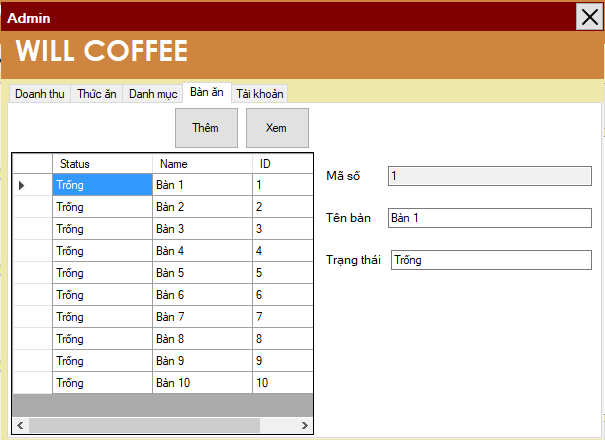 Admin
WILL COFFEE
Doanh thu Thức ăn Danh mục Bàn ăn Tài khoản
Thêm Xem
Status Name ID
Trống Bàn 1 1
Trống Bàn 2 2
Trống Bàn 3 3
Trống Bàn 4 4
Trống Bàn 5 5
Trống Bàn 6 6
Trống Bàn 7 7
Trống Bàn 8 8
Trống Bàn 9 9
Trống Bàn 10 10
Mã số 1
Tên bàn Bàn 1
Trạng thái Trống